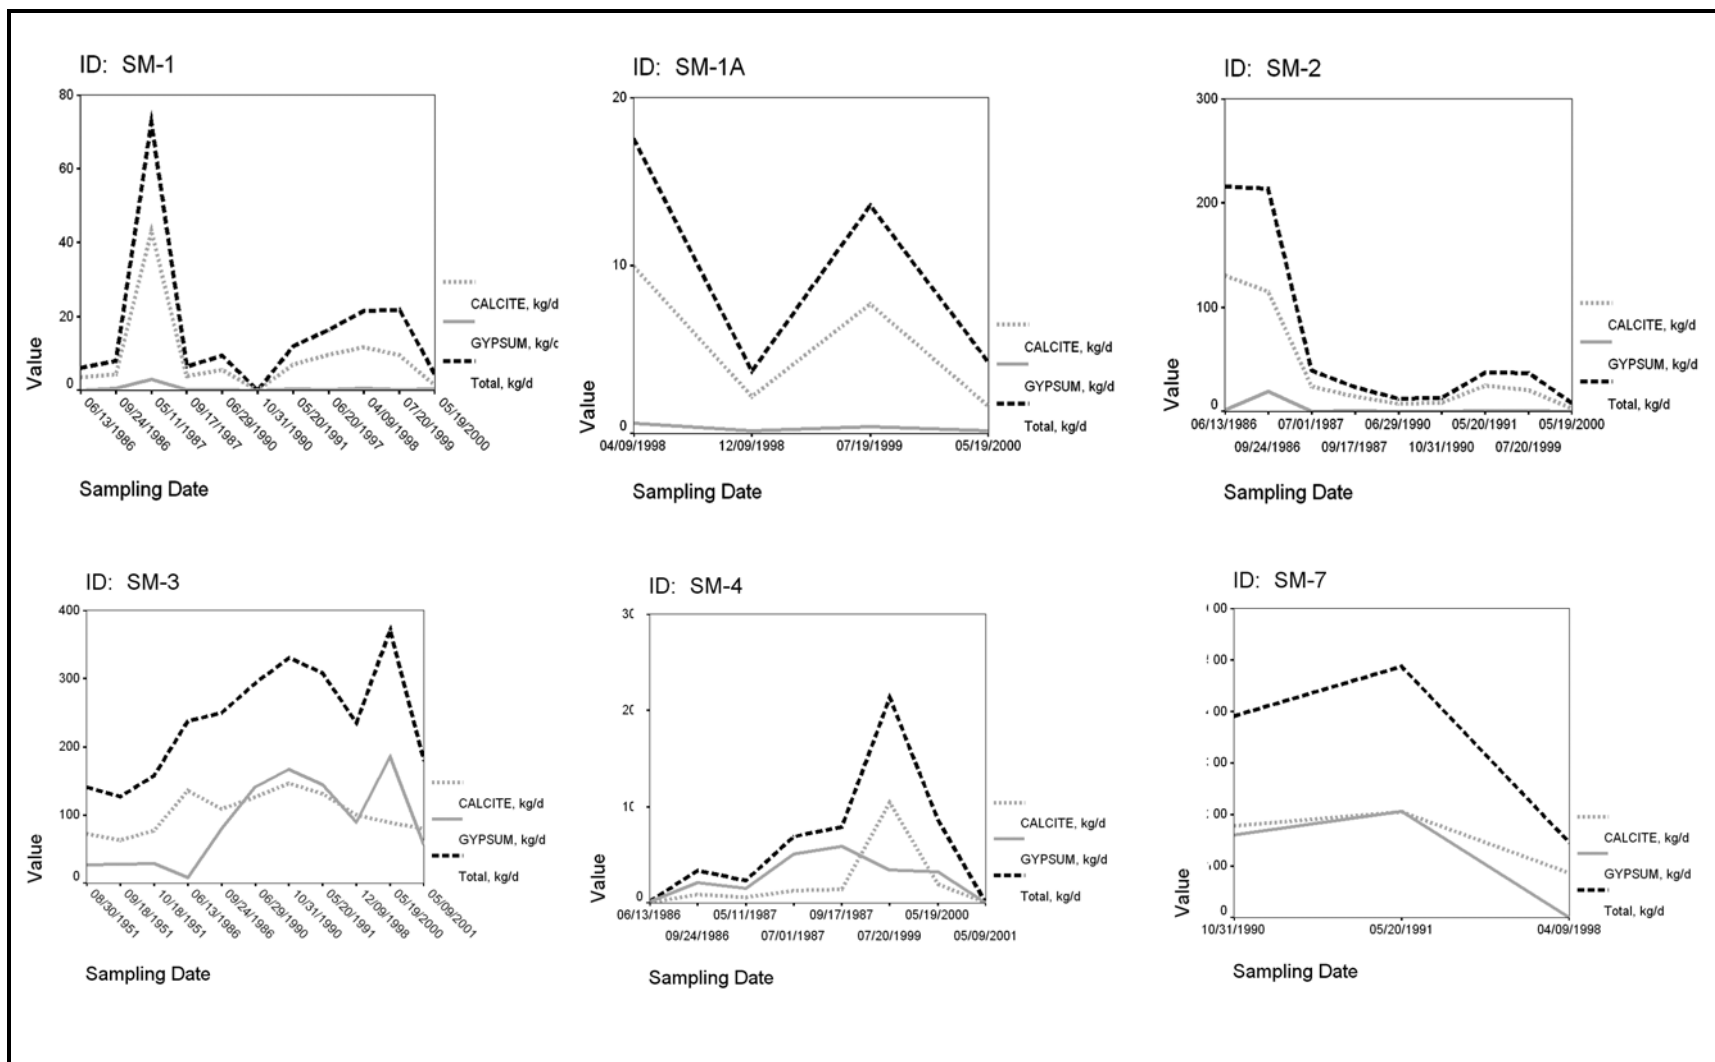 ID: SM-1
80
60
40
20
0
Value
06/13/1986
09/24/1986
05/11/1987
09/17/1987
06/29/1990
10/31/1990
05/20/1991
06/20/1997
04/09/1998
07/20/1999
05/19/2000
Sampling Date
CALCITE, kg/d
GYPSUM, kg/d
Total, kg/d
ID: SM-1A
20
10
0
Value
04/09/1998
12/09/1998
07/19/1999
05/19/2000
Sampling Date
CALCITE, kg/d
GYPSUM, kg/d
Total, kg/d
ID: SM-2
300
200
100
0
Value
06/13/1986 07/01/1987 06/29/1990 05/20/1991 05/19/2000
09/24/1986 09/17/1987 10/31/1990 07/20/1999
Sampling Date
CALCITE, kg/d
GYPSUM, kg/d
Total, kg/d
ID: SM-3
400
300
200
100
0
Value
08/30/1951
09/18/1951
10/18/1951
06/13/1986
09/24/1986
06/29/1990
10/31/1990
05/20/1991
12/09/1998
05/19/2000
05/09/2001
Sampling Date
CALCITE, kg/d
GYPSUM, kg/d
Total, kg/d
ID: SM-4
30
20
10
0
Value
06/13/1986 05/11/1987 09/17/1987 05/19/2000
09/24/1986 07/01/1987 07/20/1999 05/09/2001
Sampling Date
CALCITE, kg/d
GYPSUM, kg/d
Total, kg/d
ID: SM-7
00
00
00
00
00
00
0
Value
10/31/1990
05/20/1991
04/09/1998
Sampling Date
CALCITE, kg/d
GYPSUM, kg/d
Total, kg/d